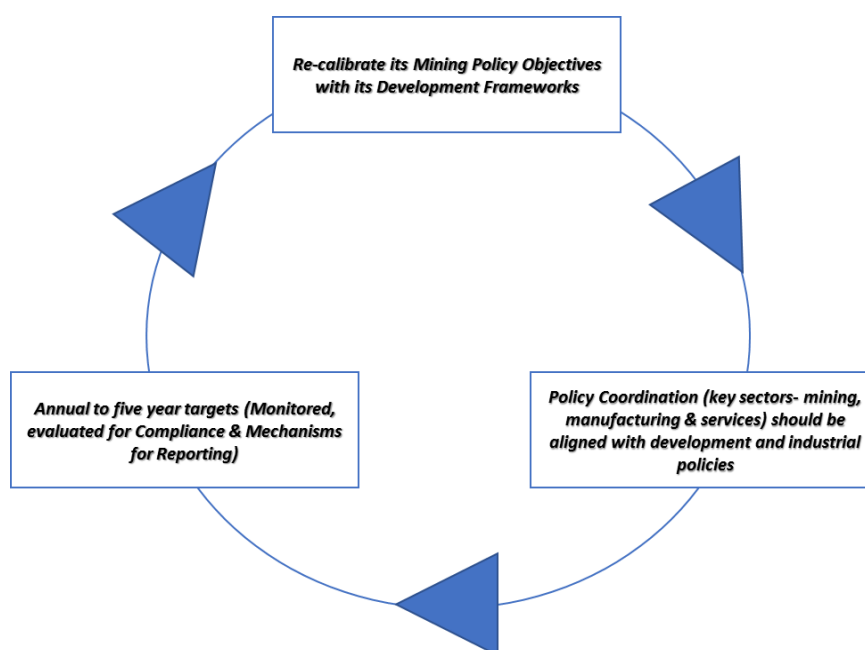 Re-calibrate its Mining Policy Objectives
with its Development Frameworks
Annual to five year targets (Monitored,
evaluated for Compliance & Mechanisms
for Reporting)
Policy Coordination (key sectors- mining,
manufacturing & services) should be
aligned with development and industrial
policies